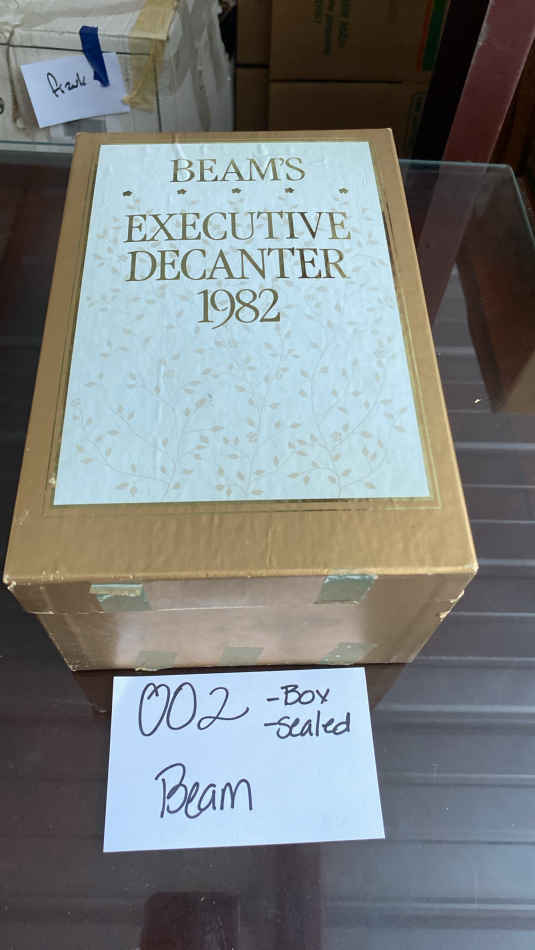 BEAM'S
EXECUTIVE
DECANTER
1982
002 -Box
-Sealed
Beam